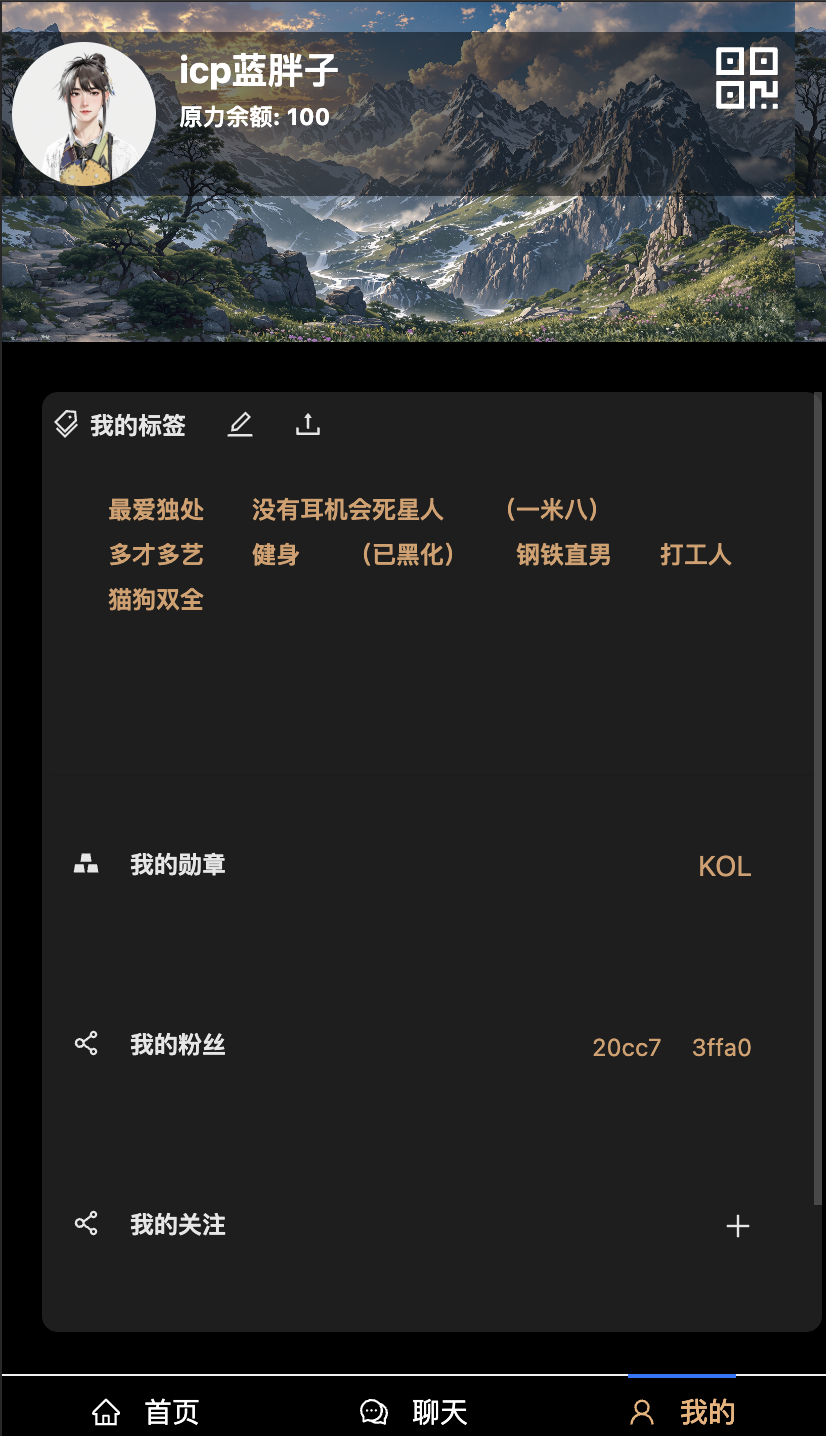 icp蓝胖子
原力余额: 100
我的标签
最爱独处 没有耳机会死星人 （一米八）
多才多艺 健身 （已黑化） 钢铁直男 打工人
猫狗双全
我的勋章 KOL
我的粉丝 20cc7 3ffa0
我的关注
首页 聊天 我的